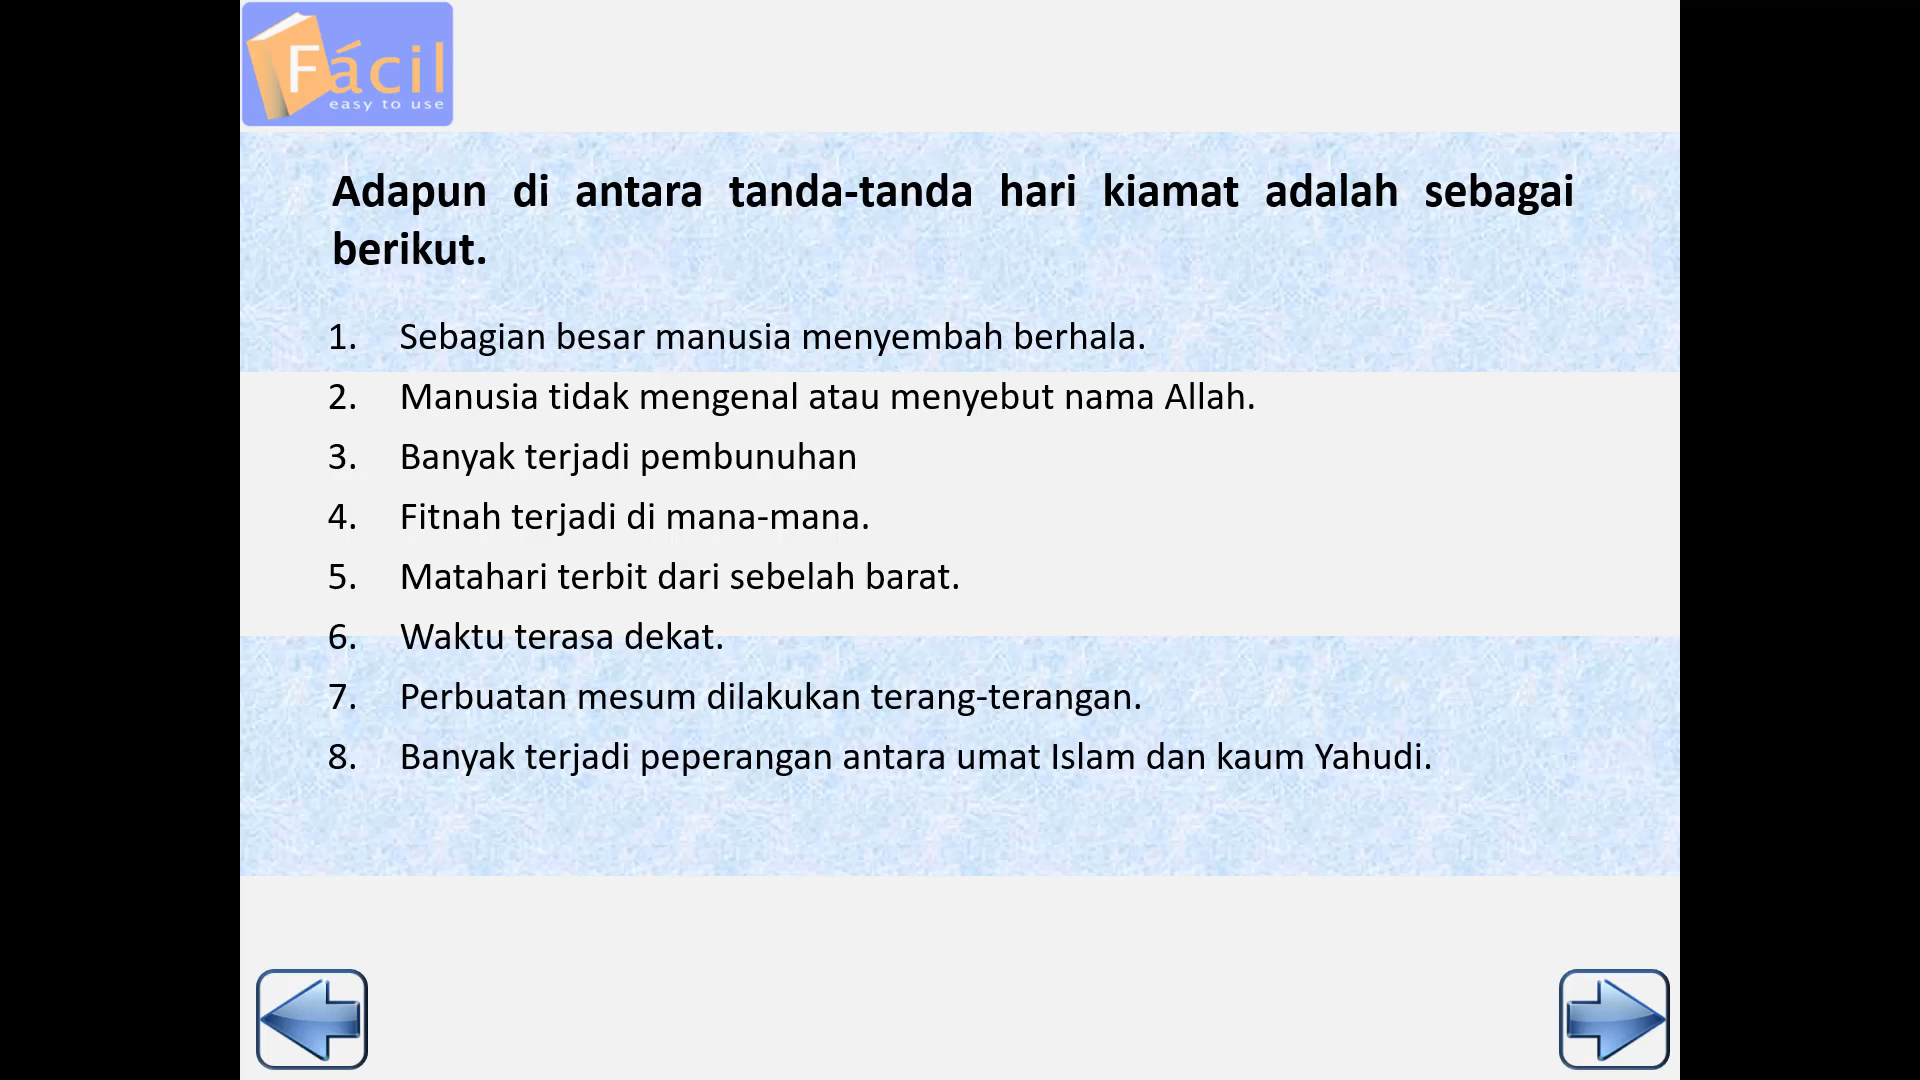 Fácil
easy to use
Adapun di antara tanda-tanda hari kiamat adalah sebagai
berikut.
1. Sebagian besar manusia menyembah berhala.
2. Manusia tidak mengenal atau menyebut nama Allah.
3. Banyak terjadi pembunuhan
4. Fitnah terjadi di mana-mana.
5. Matahari terbit dari sebelah barat.
6. Waktu terasa dekat.
7. Perbuatan mesum dilakukan terang-terangan.
8. Banyak terjadi peperangan antara umat Islam dan kaum Yahudi.